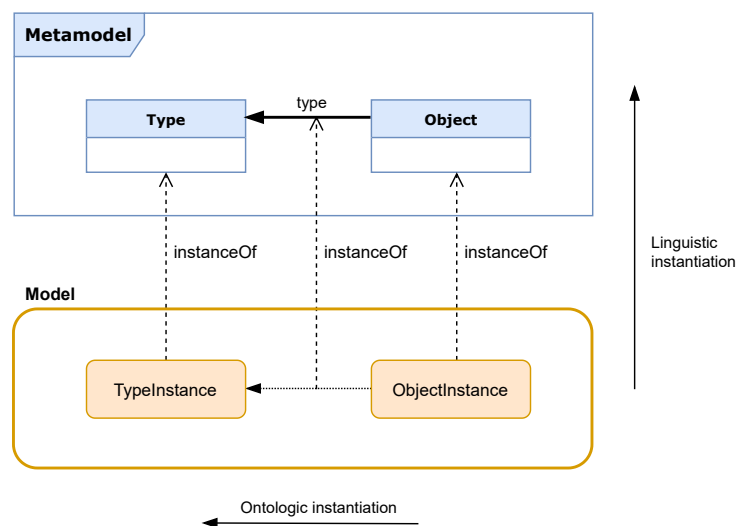 Metamodel
type
Type
Object
instanceOf
instanceOf
instanceOf
Linguistic
instantiation
Model
TypeInstance
ObjectInstance
Ontologic instantiation